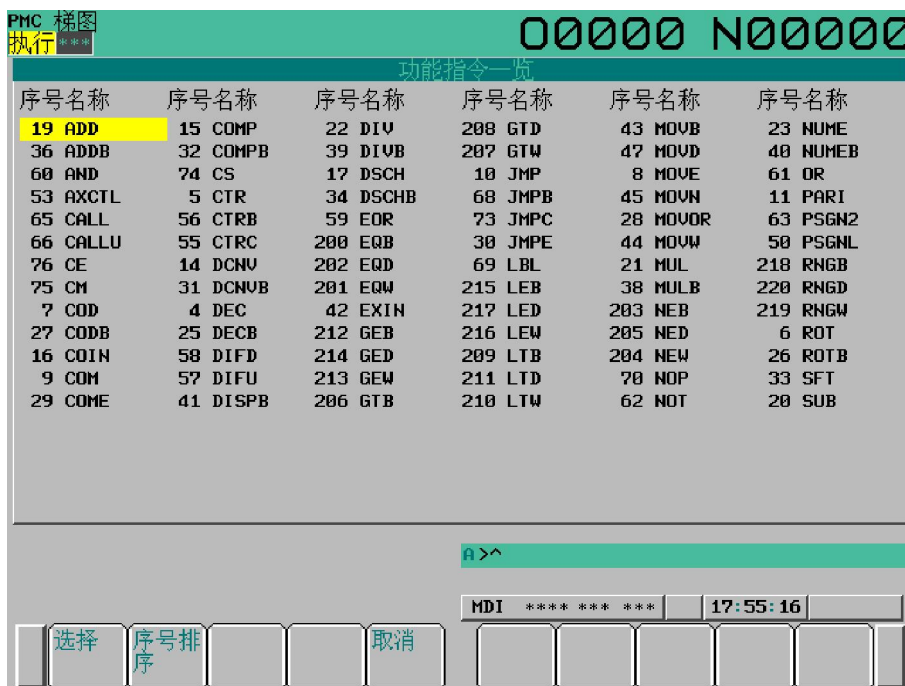 PMC 梯图
执行 *** O0000 N00000
功能指令一览
序号名称 序号名称 序号名称 序号名称 序号名称 序号名称
19 ADD 15 COMP 22 DIV 208 GTD 43 MOVB 23 NUME
36 ADDB 32 COMPB 39 DIVB 207 GTW 47 MOVD 40 NUMEB
60 AND 74 CS 17 DSCH 10 JMP 8 MOVE 61 OR
53 AXCTL 5 CTR 34 DSCHB 68 JMPB 45 MOVN 11 PARI
65 CALL 56 CTRB 59 EOR 73 JMPC 28 MOVOR 63 PSGN2
66 CALLU 55 CTRC 200 EQB 30 JMPE 44 MOVW 50 PSGNL
76 CE 14 DCNV 202 EQD 69 LBL 21 MUL 218 RNGB
75 CM 31 DCNVB 201 EQW 215 LEB 38 MULB 220 RNGD
7 COD 4 DEC 42 EXIN 217 LED 203 NEB 219 RNGW
27 CODB 25 DECB 212 GEB 216 LEW 205 NED 6 ROT
16 COIN 58 DIFD 214 GED 209 LTB 204 NEW 26 ROTB
9 COM 57 DIFU 213 GEW 211 LTD 70 NOP 33 SFT
29 COME 41 DISPB 206 GTB 210 LTW 62 NOT 20 SUB
A>^
MDI **** *** *** 17:55:16
选择 序号排序 取消